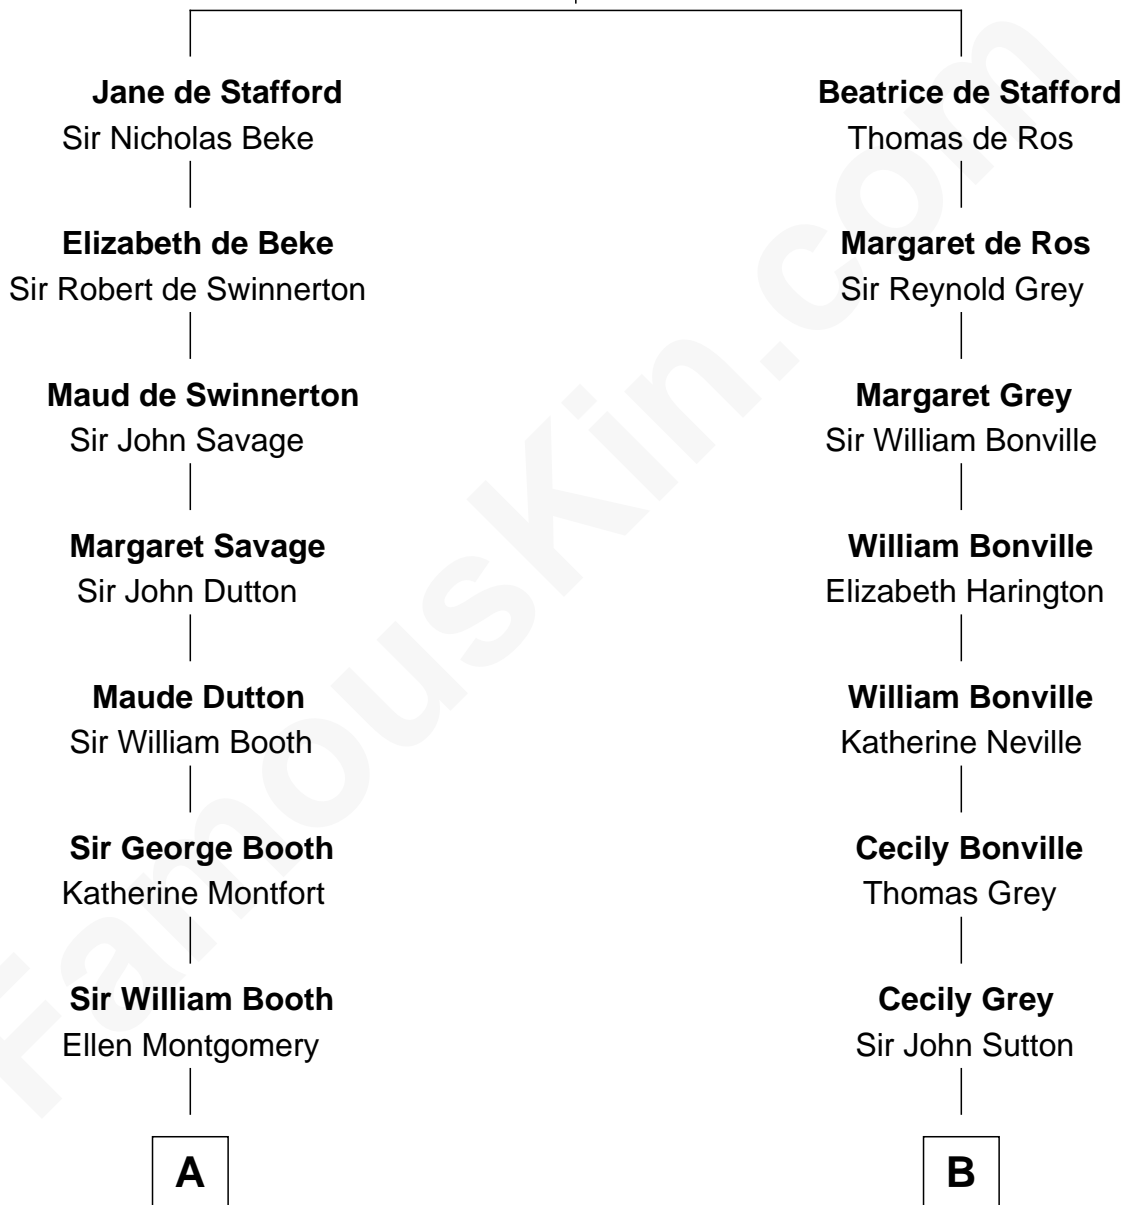 Jane de Stafford
Sir Nicholas Beke
Elizabeth de Beke
Sir Robert de Swinnerton
Maud de Swinnerton
Sir John Savage
Margaret Savage
Sir John Dutton
Maude Dutton
Sir William Booth
Sir George Booth
Katherine Montfort
Sir William Booth
Ellen Montgomery
A
Beatrice de Stafford
Thomas de Ros
Margaret de Ros
Sir Reynold Grey
Margaret Grey
Sir William Bonville
William Bonville
Elizabeth Harington
William Bonville
Katherine Neville
Cecily Bonville
Thomas Grey
Cecily Grey
Sir John Sutton
B
FamousKin.com